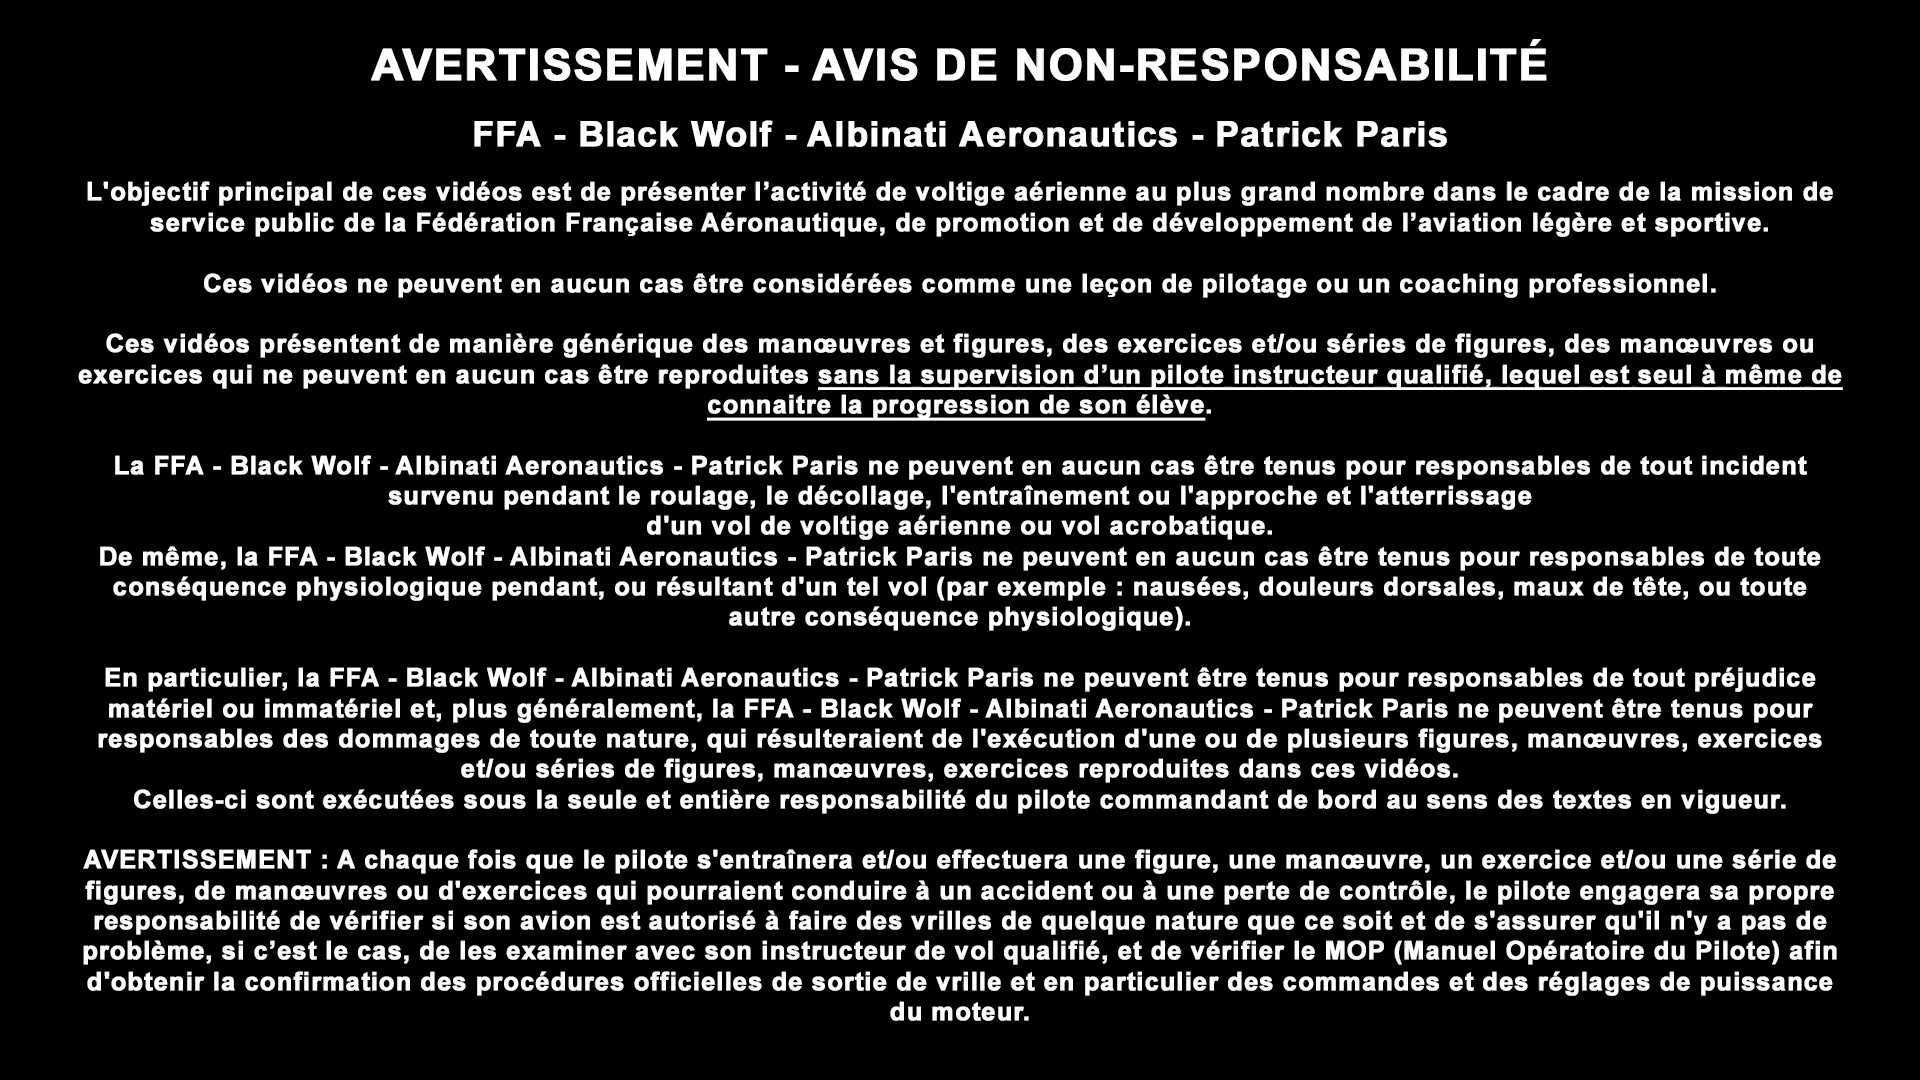 AVERTISSEMENT - AVIS DE NON-RESPONSABILITÉ
FFA - Black Wolf - Albinati Aeronautics - Patrick Paris
L'objectif principal de ces vidéos est de présenter l’activité de voltige aérienne au plus grand nombre dans le cadre de la mission de
service public de la Fédération Française Aéronautique, de promotion et de développement de l’aviation légère et sportive.
Ces vidéos ne peuvent en aucun cas être considérées comme une leçon de pilotage ou un coaching professionnel.
Ces vidéos présentent de manière générique des manœuvres et figures, des exercices et/ou séries de figures, des manœuvres ou
exercices qui ne peuvent en aucun cas être reproduites sans la supervision d’un pilote instructeur qualifié, lequel est seul à même de
connaitre la progression de son élève.
La FFA - Black Wolf - Albinati Aeronautics - Patrick Paris ne peuvent en aucun cas être tenus pour responsables de tout incident
survenu pendant le roulage, le décollage, l'entraînement ou l'approche et l'atterrissage
d'un vol de voltige aérienne ou vol acrobatique.
De même, la FFA - Black Wolf - Albinati Aeronautics - Patrick Paris ne peuvent en aucun cas être tenus pour responsables de toute
conséquence physiologique pendant, ou résultant d'un tel vol (par exemple : nausées, douleurs dorsales, maux de tête, ou toute
autre conséquence physiologique).
En particulier, la FFA - Black Wolf - Albinati Aeronautics - Patrick Paris ne peuvent être tenus pour responsables de tout préjudice
matériel ou immatériel et, plus généralement, la FFA - Black Wolf - Albinati Aeronautics - Patrick Paris ne peuvent être tenus pour
responsables des dommages de toute nature, qui résulteraient de l'exécution d'une ou de plusieurs figures, manœuvres, exercices
et/ou séries de figures, manœuvres, exercices reproduites dans ces vidéos.
Celles-ci sont exécutées sous la seule et entière responsabilité du pilote commandant de bord au sens des textes en vigueur.
AVERTISSEMENT : A chaque fois que le pilote s'entraînera et/ou effectuera une figure, une manœuvre, un exercice et/ou une série de
figures, de manœuvres ou d'exercices qui pourraient conduire à un accident ou à une perte de contrôle, le pilote engagera sa propre
responsabilité de vérifier si son avion est autorisé à faire des vrilles de quelque nature que ce soit et de s'assurer qu'il n'y a pas de
problème, si c’est le cas, de les examiner avec son instructeur de vol qualifié, et de vérifier le MOP (Manuel Opératoire du Pilote) afin
d'obtenir la confirmation des procédures officielles de sortie de vrille et en particulier des commandes et des réglages de puissance
du moteur.